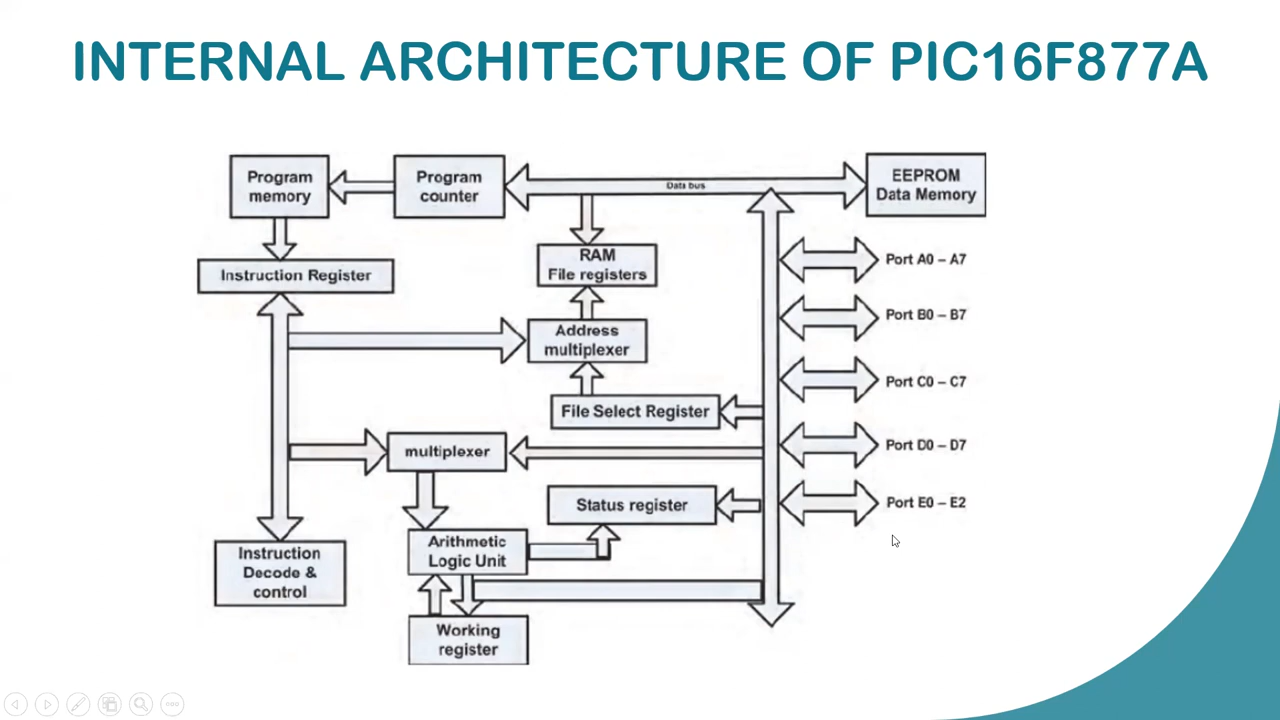 INTERNAL ARCHITECTURE OF PIC16F877A
Program
memory
Program
counter
Data bus
EEPROM
Data Memory
RAM
File registers
Port A0 – A7
Instruction Register
Port B0 – B7
Address
multiplexer
Port C0 – C7
File Select Register
multiplexer
Port D0 – D7
Status register
Port E0 – E2
Arithmetic
Logic Unit
Instruction
Decode &
control
Working
register